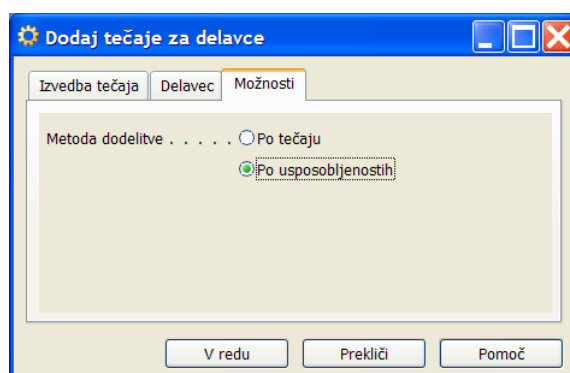 Dodaj tečaje za delavce
Izvedba tečaja Delavec Možnosti
Metoda dodelitve . . . . . Po tečaju
Po usposobljenostih
V redu Prekliči Pomoč